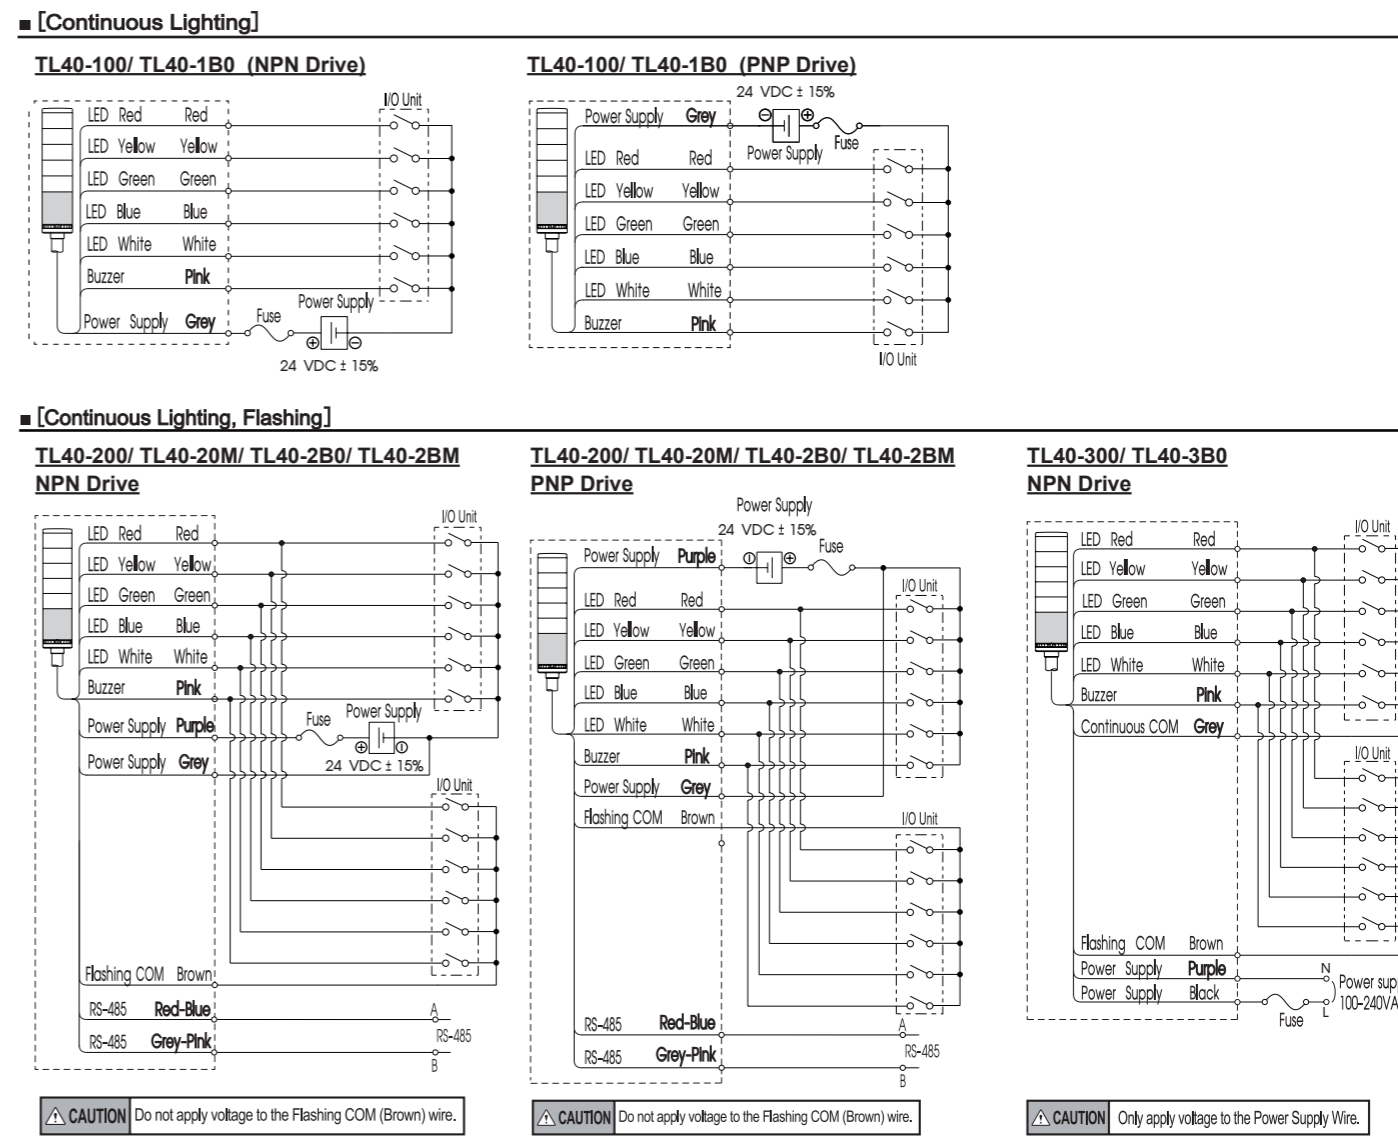 ■ [Continuous Lighting]
TL40-100/ TL40-1B0 (NPN Drive)
I/O Unit
LED Red Red
LED Yellow Yellow
LED Green Green
LED Blue Blue
LED White White
Buzzer Pink
Power Supply Grey
Fuse
Power Supply
⊕ ⊖
24 VDC ± 15%
TL40-100/ TL40-1B0 (PNP Drive)
24 VDC ± 15%
Power Supply Grey
⊖ ⊕
Power Supply
Fuse
LED Red Red
LED Yellow Yellow
LED Green Green
LED Blue Blue
LED White White
Buzzer Pink
I/O Unit
■ [Continuous Lighting, Flashing]
TL40-200/ TL40-20M/ TL40-2B0/ TL40-2BM
NPN Drive
I/O Unit
LED Red Red
LED Yellow Yellow
LED Green Green
LED Blue Blue
LED White White
Buzzer Pink
Power Supply Purple
Fuse
Power Supply
⊕ ⊖
24 VDC ± 15%
Power Supply Grey
I/O Unit
Flashing COM Brown
RS-485 Red-Blue A
RS-485
RS-485 Grey-Pink B
⚠ CAUTION Do not apply voltage to the Flashing COM (Brown) wire.
TL40-200/ TL40-20M/ TL40-2B0/ TL40-2BM
PNP Drive
Power Supply
24 VDC ± 15%
Power Supply Purple
⊖ ⊕
Fuse
I/O Unit
LED Red Red
LED Yellow Yellow
LED Green Green
LED Blue Blue
LED White White
Buzzer Pink
Power Supply Grey
Flashing COM Brown
I/O Unit
RS-485 Red-Blue A
RS-485
RS-485 Grey-Pink B
⚠ CAUTION Do not apply voltage to the Flashing COM (Brown) wire.
TL40-300/ TL40-3B0
NPN Drive
I/O Unit
LED Red Red
LED Yellow Yellow
LED Green Green
LED Blue Blue
LED White White
Buzzer Pink
Continuous COM Grey
I/O Unit
Flashing COM Brown
Power Supply Purple N
Power Supply Black L
Fuse
Power sup
100-240VA
⚠ CAUTION Only apply voltage to the Power Supply Wire.